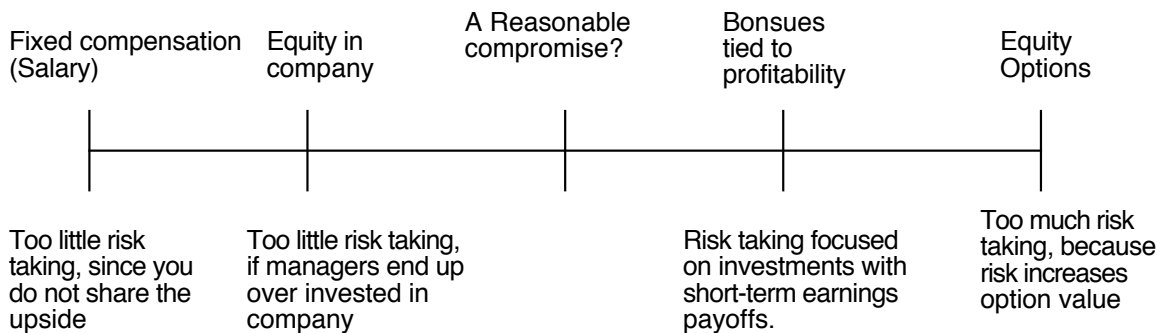 Fixed compensation
(Salary)
Equity in
company
A Reasonable
compromise?
Bonsues
tied to
profitability
Equity
Options
Too little risk
taking, since you
do not share the
upside
Too little risk taking,
if managers end up
over invested in
company
Risk taking focused
on investments with
short-term earnings
payoffs.
Too much risk
taking, because
risk increases
option value